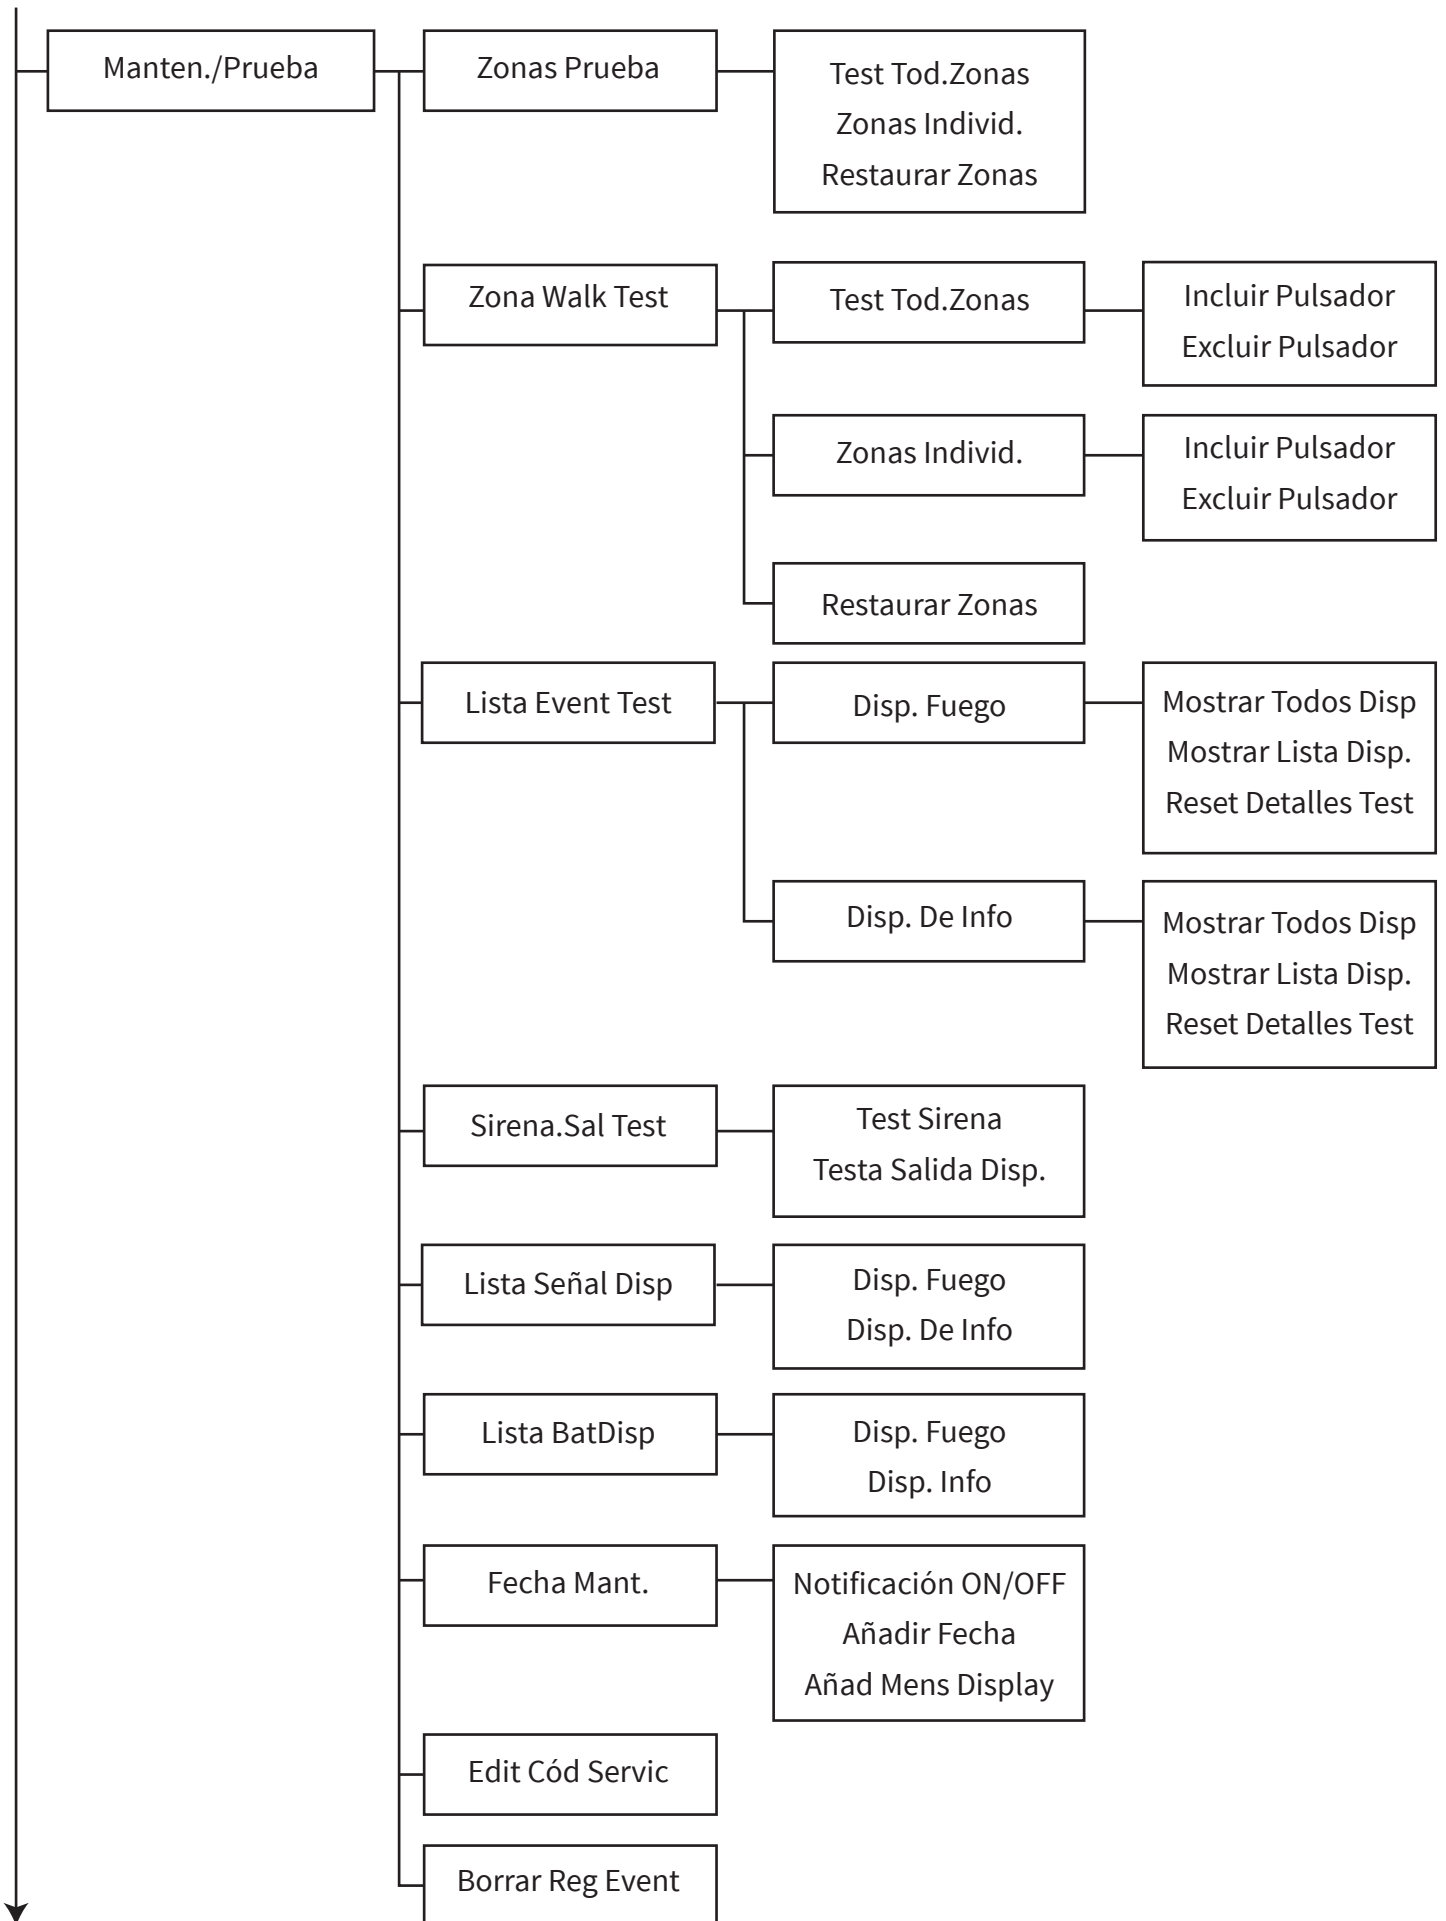 Manten./Prueba
Zonas Prueba
Test Tod.Zonas
Zonas Individ.
Restaurar Zonas
Zona Walk Test
Test Tod.Zonas
Incluir Pulsador
Excluir Pulsador
Zonas Individ.
Incluir Pulsador
Excluir Pulsador
Restaurar Zonas
Lista Event Test
Disp. Fuego
Mostrar Todos Disp
Mostrar Lista Disp.
Reset Detalles Test
Disp. De Info
Mostrar Todos Disp
Mostrar Lista Disp.
Reset Detalles Test
Sirena.Sal Test
Test Sirena
Testa Salida Disp.
Lista Señal Disp
Disp. Fuego
Disp. De Info
Lista BatDisp
Disp. Fuego
Disp. Info
Fecha Mant.
Notificación ON/OFF
Añadir Fecha
Añad Mens Display
Edit Cód Servic
Borrar Reg Event